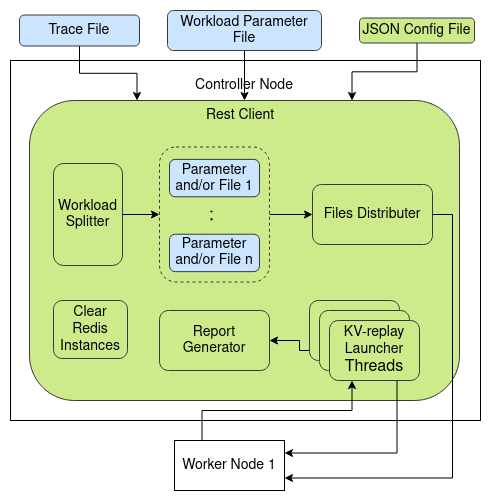 Trace File
Workload Parameter
File
JSON Config File
Controller Node
Rest Client
Workload
Splitter
Parameter
and/or File 1
:
Parameter
and/or File n
Files Distributer
Clear
Redis
Instances
Report
Generator
KV-replay
Launcher
Threads
Worker Node 1